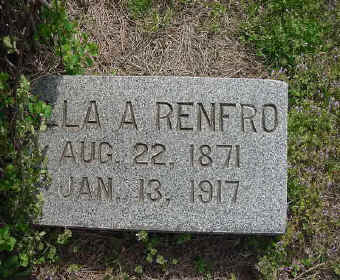 LLA A RENFRO
AUG. 22, 1871
JAN. 13, 1917